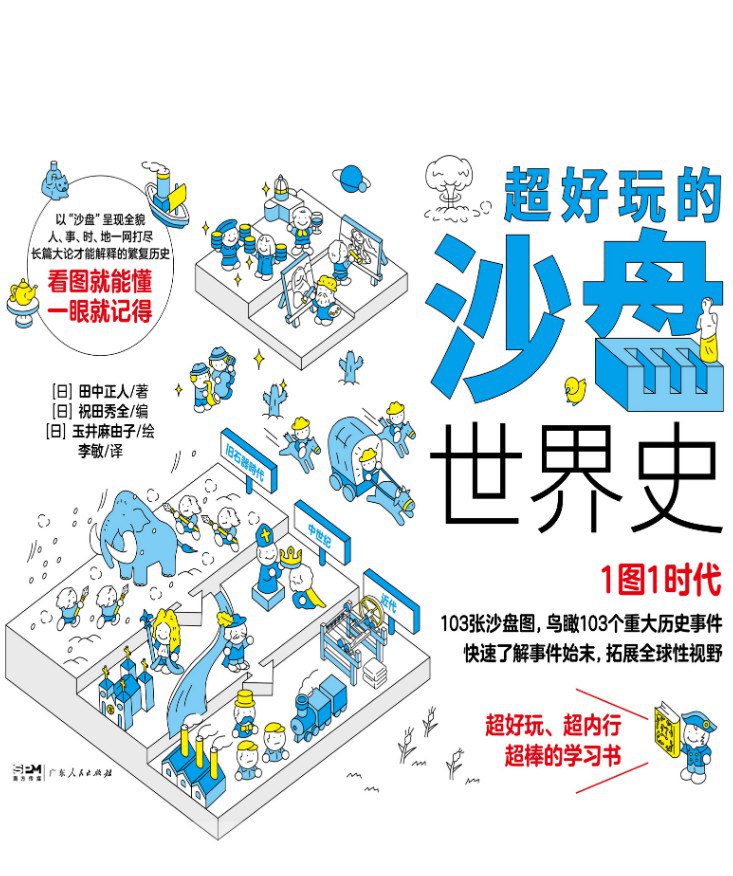 超好玩的
沙盘
世界史
1图1时代
103张沙盘图，鸟瞰103个重大历史事件
快速了解事件始末，拓展全球性视野
超好玩、超内行
超棒的学习书
以“沙盘”呈现全貌
人、事、时、地一网打尽
长篇大论才能解释的繁复历史
看图就能懂
一眼就记得
［日］田中正人/著
［日］祝田秀全/编
［日］玉井麻由子/绘
李敏/译
旧石器時代
中世纪
近代
SPM
南方传媒
广东人民出版社